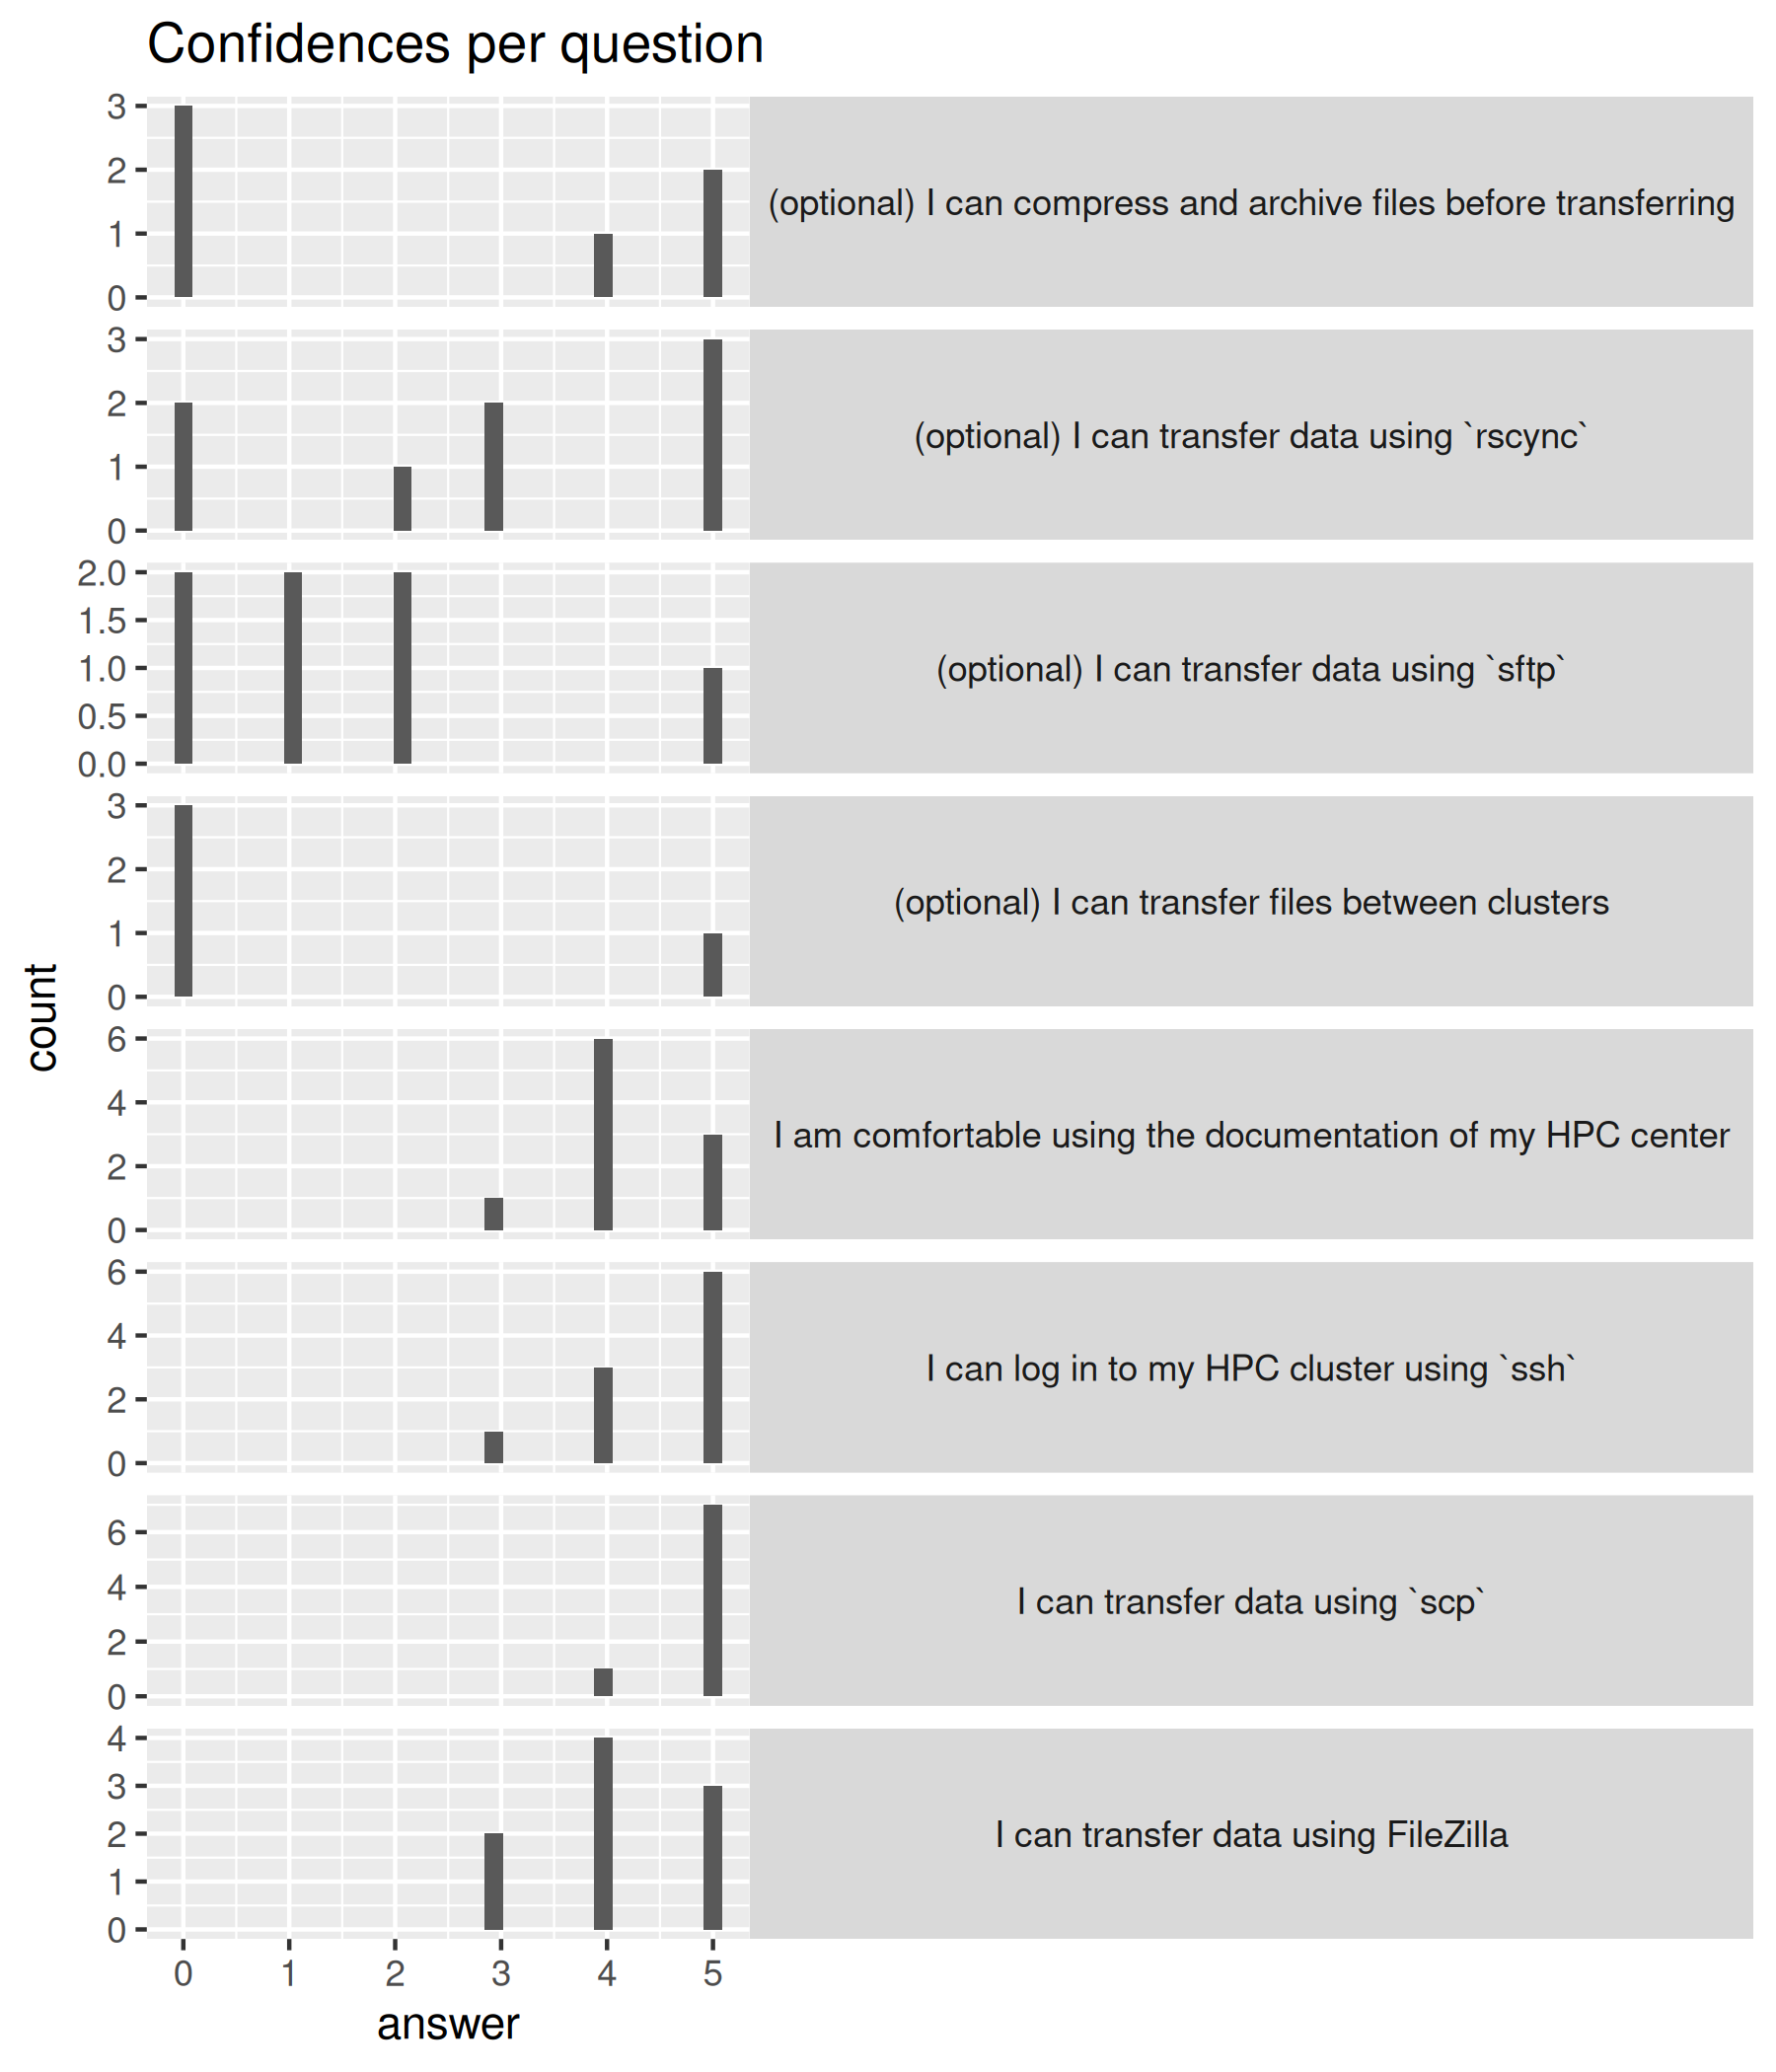 Confidences per question
3
2
1
0
(optional) I can compress and archive files before transferring
3
2
1
0
(optional) I can transfer data using `rscync`
2.0
1.5
1.0
0.5
0.0
(optional) I can transfer data using `sftp`
3
2
1
0
(optional) I can transfer files between clusters
count
6
4
2
0
I am comfortable using the documentation of my HPC center
6
4
2
0
I can log in to my HPC cluster using `ssh`
6
4
2
0
I can transfer data using `scp`
4
3
2
1
0
I can transfer data using FileZilla
0 1 2 3 4 5
answer